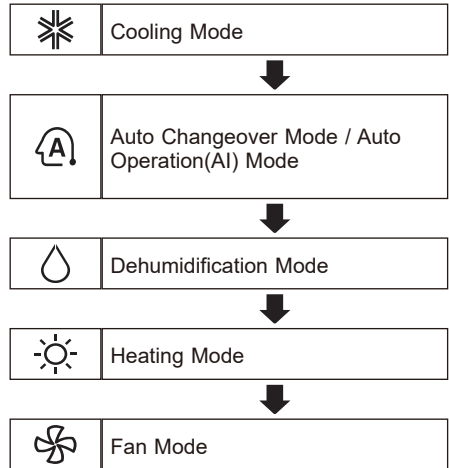 Cooling Mode
A
Auto Changeover Mode / Auto
Operation(AI) Mode
Dehumidification Mode
Heating Mode
Fan Mode